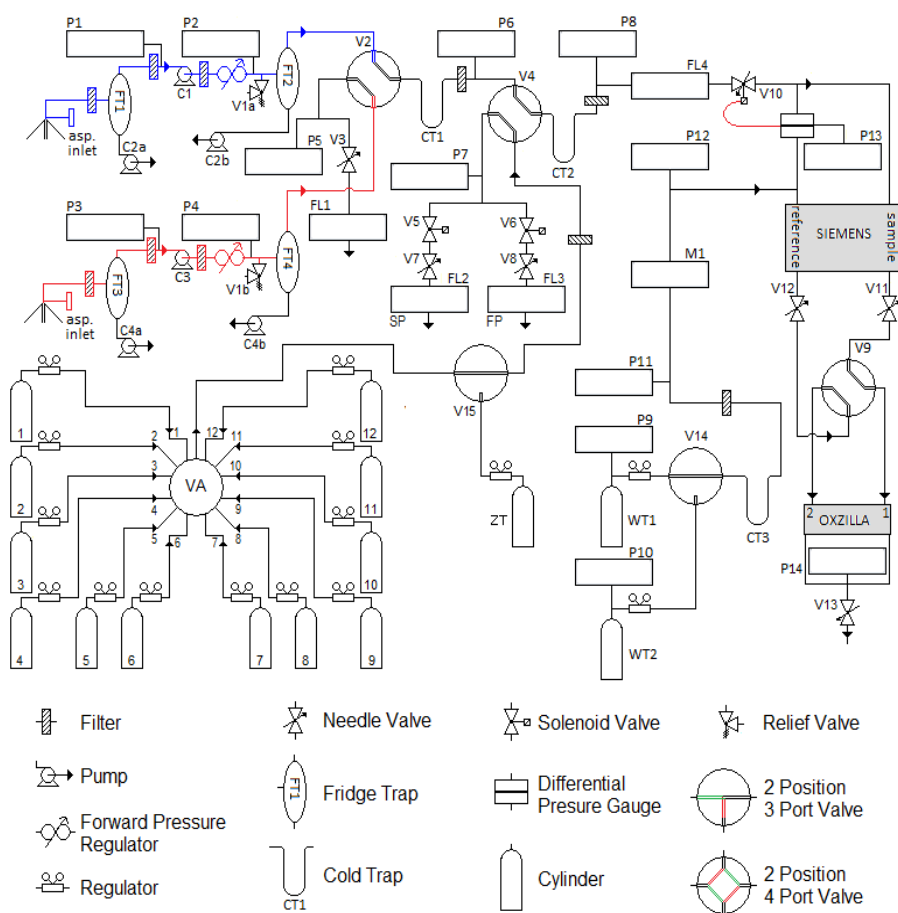 P1
P2
V2
P6
P8
V4
FL4
V10
FT1
C1
FT2
V1a
asp.
inlet
C2a
C2b
P5
V3
CT1
CT2
P12
P13
P7
P3
P4
FL1
V5
V6
V7
V8
reference
sample
SIEMENS
M1
FT3
C3
FT4
V1b
FL2
FL3
SP
FP
V12
V11
asp.
inlet
C4a
C4b
V9
V15
P11
P9
V14
1
2
3
4
5
6
7
8
9
10
11
12
VA
1
2
3
4
5
6
7
8
9
10
11
12
ZT
WT1
CT3
P10
WT2
2
1
OXZILLA
P14
V13
Filter
Needle Valve
Solenoid Valve
Relief Valve
Pump
FT1
Fridge Trap
Differential
Presure Gauge
2 Position
3 Port Valve
Forward Pressure
Regulator
Regulator
CT1
Cold Trap
Cylinder
2 Position
4 Port Valve